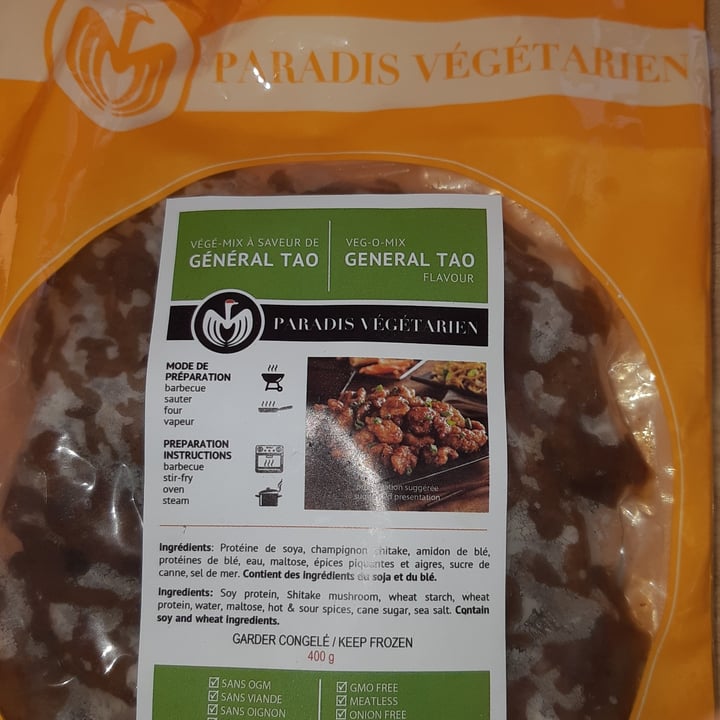 PARADIS VÉGÉTARIEN
VÉGÉ-MIX À SAVEUR DE
GÉNÉRAL TAO
VEG-O-MIX
GENERAL TAO
FLAVOUR
PARADIS VÉGÉTARIEN
MODE DE
PRÉPARATION
barbecue
sauter
four
vapeur
PREPARATION
INSTRUCTIONS
barbecue
stir-fry
oven
steam
suggérée
presentation
Ingrédients: Protéine de soya, champignon shitake, amidon de blé,
protéines de blé, eau, maltose, épices piquantes et aigres, sucre de
canne, sel de mer. Contient des ingrédients du soja et du blé.
Ingredients: Soy protein, Shitake mushroom, wheat starch, wheat
protein, water, maltose, hot & sour spices, cane sugar, sea salt. Contain
soy and wheat ingredients.
GARDER CONGELÉ / KEEP FROZEN
400 g
☑ SANS OGM
☑ SANS VIANDE
☑ SANS OIGNON
☑ GMO FREE
☑ MEATLESS
☑ ONION FREE